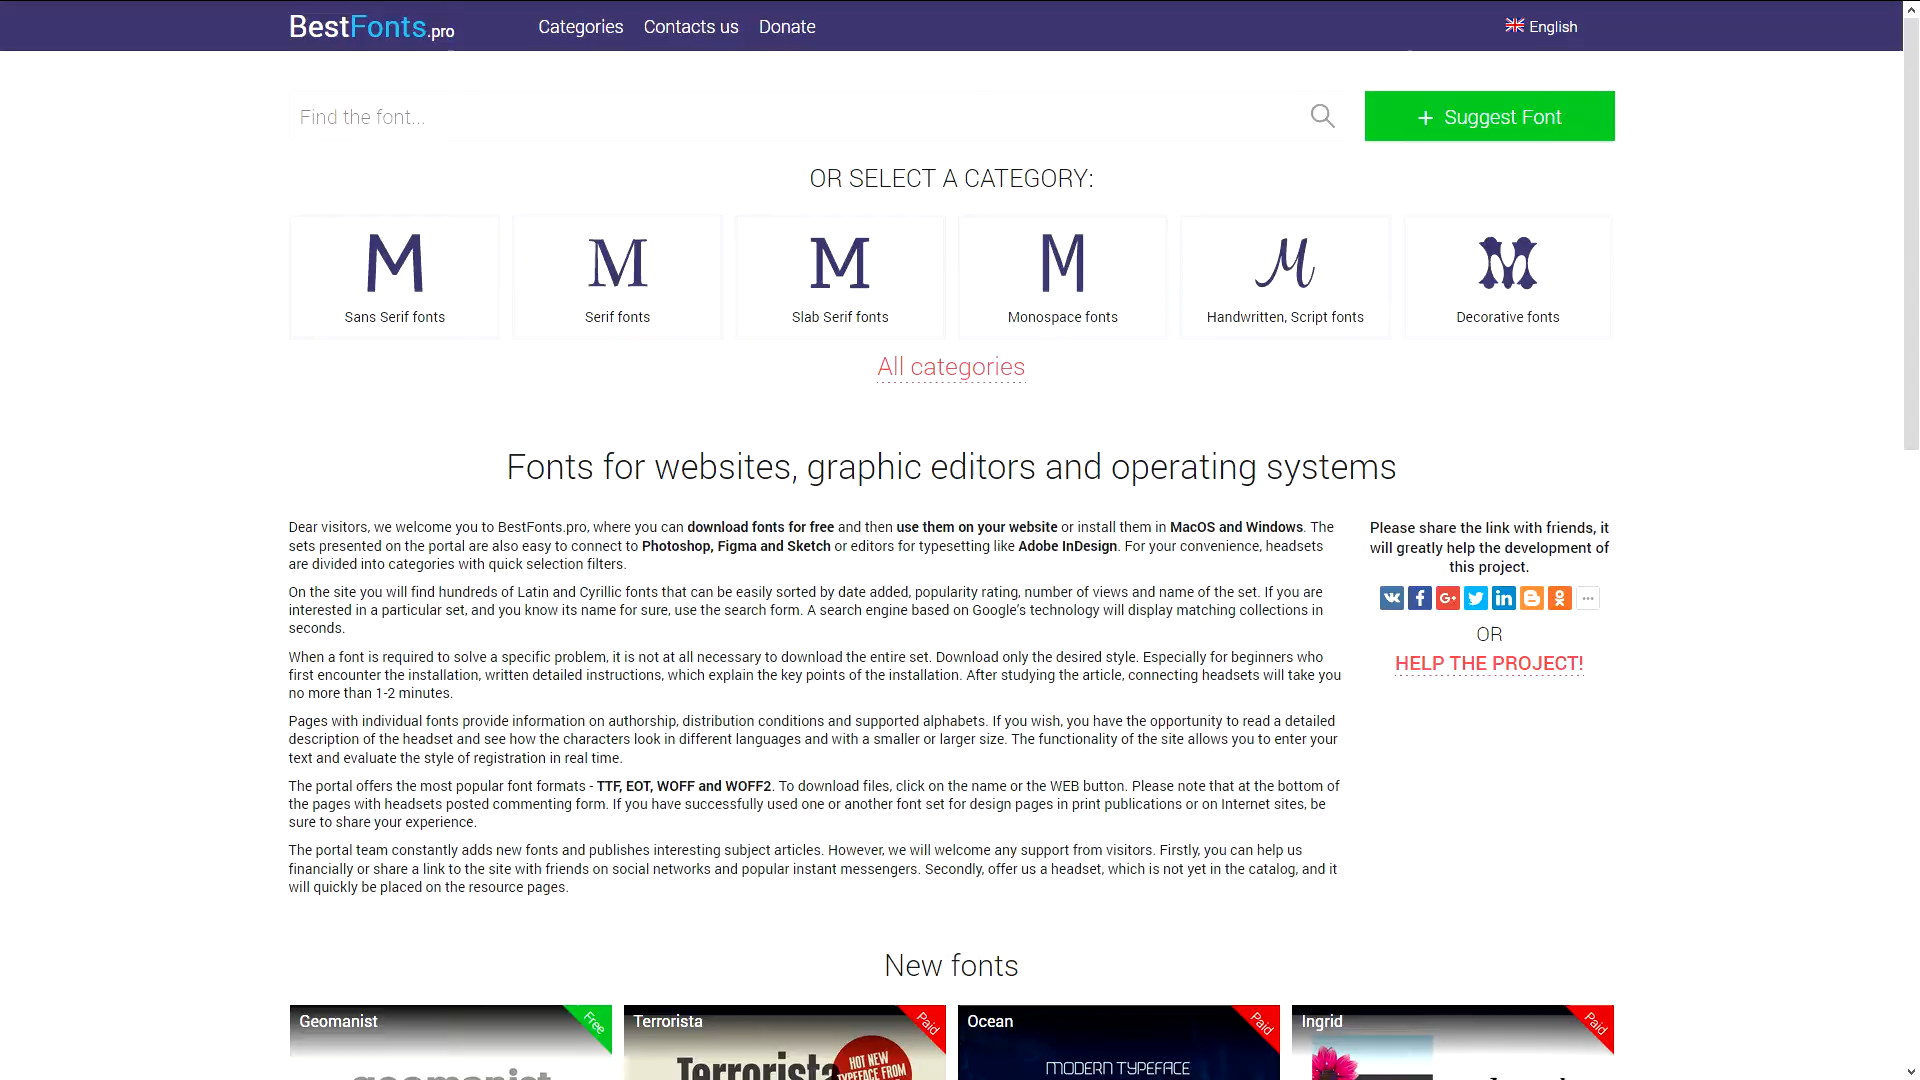 BestFonts.pro
Categories
Contacts us
Donate
English
Find the font...
+ Suggest Font
OR SELECT A CATEGORY:
M
M
M
M
M
M
Sans Serif fonts
Serif fonts
Slab Serif fonts
Monospace fonts
Handwritten, Script fonts
Decorative fonts
All categories
Fonts for websites, graphic editors and operating systems
Dear visitors, we welcome you to BestFonts.pro, where you can download fonts for free and then use them on your website or install them in MacOS and Windows. The
sets presented on the portal are also easy to connect to Photoshop, Figma and Sketch or editors for typesetting like Adobe InDesign. For your convenience, headsets
are divided into categories with quick selection filters.
On the site you will find hundreds of Latin and Cyrillic fonts that can be easily sorted by date added, popularity rating, number of views and name of the set. If you are
interested in a particular set, and you know its name for sure, use the search form. A search engine based on Google's technology will display matching collections in
seconds.
When a font is required to solve a specific problem, it is not at all necessary to download the entire set. Download only the desired style. Especially for beginners who
first encounter the installation, written detailed instructions, which explain the key points of the installation. After studying the article, connecting headsets will take you
no more than 1-2 minutes.
Pages with individual fonts provide information on authorship, distribution conditions and supported alphabets. If you wish, you have the opportunity to read a detailed
description of the headset and see how the characters look in different languages and with a smaller or larger size. The functionality of the site allows you to enter your
text and evaluate the style of registration in real time.
The portal offers the most popular font formats - TTF, EOT, WOFF and WOFF2. To download files, click on the name or the WEB button. Please note that at the bottom of
the pages with headsets posted commenting form. If you have successfully used one or another font set for design pages in print publications or on Internet sites, be
sure to share your experience.
The portal team constantly adds new fonts and publishes interesting subject articles. However, we will welcome any support from visitors. Firstly, you can help us
financially or share a link to the site with friends on social networks and popular instant messengers. Secondly, offer us a headset, which is not yet in the catalog, and it
will quickly be placed on the resource pages.
Please share the link with friends, it
will greatly help the development of
this project.
OR
HELP THE PROJECT!
New fonts
Geomanist
Free
geomanist
Terrorista
Paid
Terrorista
HOT NEW
TYPEFACE FROM
Ocean
Paid
MODERN TYPEFACE
Ingrid
Paid